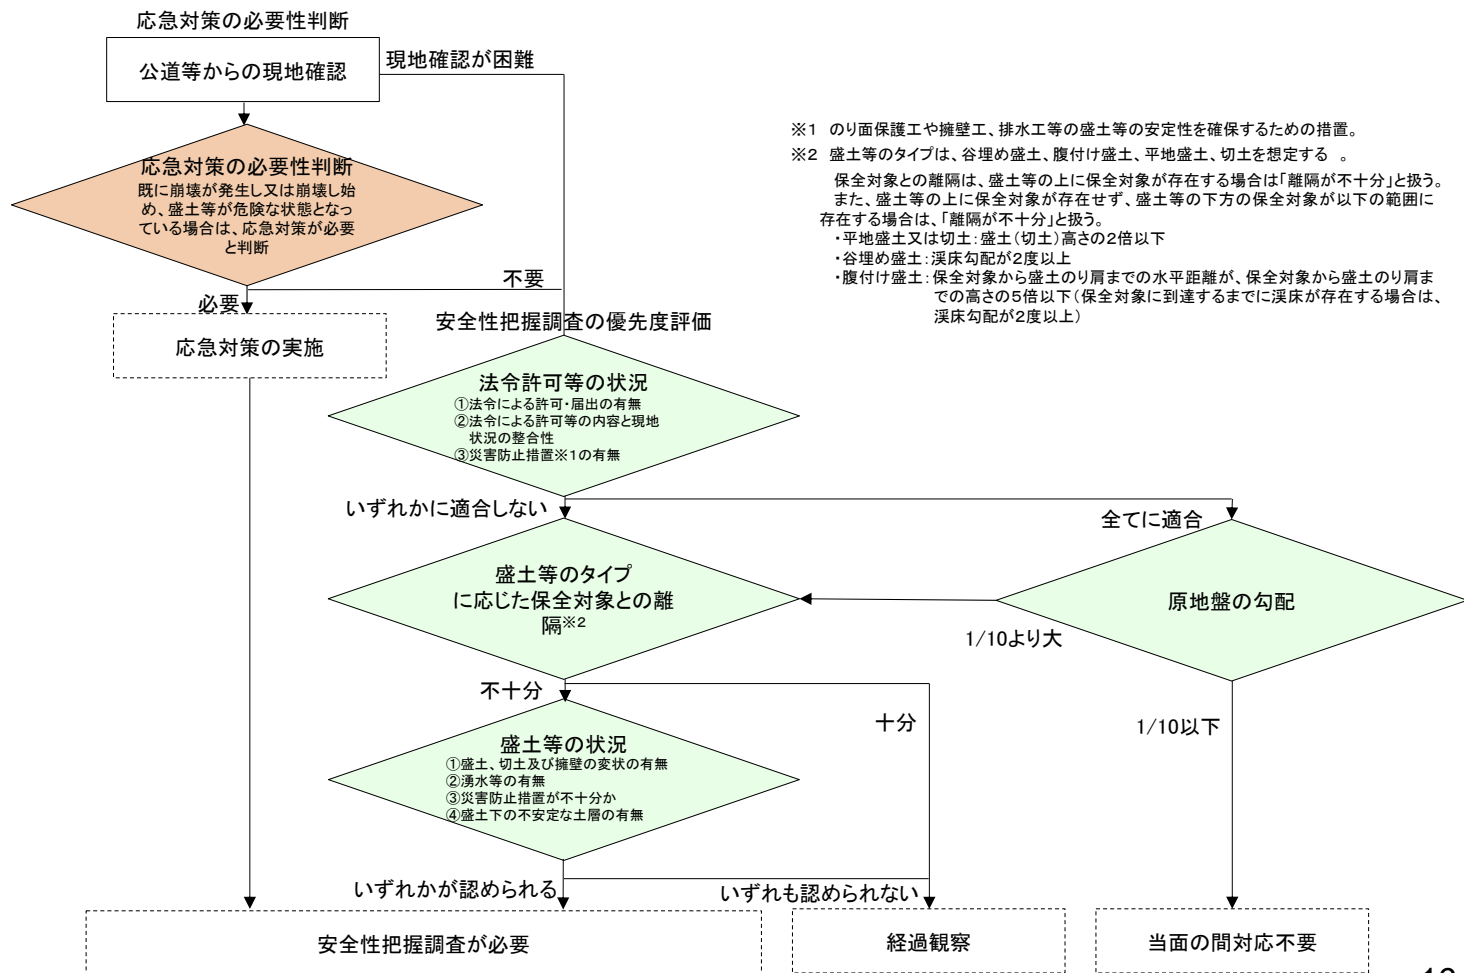 応急対策の必要性判断
公道等からの現地確認
現地確認が困難
応急対策の必要性判断
既に崩壊が発生し又は崩壊し始
め、盛土等が危険な状態となっ
ている場合は、応急対策が必要
と判断
不要
必要
応急対策の実施
※1 のり面保護工や擁壁工、排水工等の盛土等の安定性を確保するための措置。
※2 盛土等のタイプは、谷埋め盛土、腹付け盛土、平地盛土、切土を想定する 。
保全対象との離隔は、盛土等の上に保全対象が存在する場合は「離隔が不十分」と扱う。
また、盛土等の上に保全対象が存在せず、盛土等の下方の保全対象が以下の範囲に
存在する場合は、「離隔が不十分」と扱う。
・平地盛土又は切土:盛土(切土)高さの2倍以下
・谷埋め盛土:渓床勾配が2度以上
・腹付け盛土:保全対象から盛土のり肩までの水平距離が、保全対象から盛土のり肩ま
での高さの5倍以下(保全対象に到達するまでに渓床が存在する場合は、
渓床勾配が2度以上)
安全性把握調査の優先度評価
法令許可等の状況
①法令による許可・届出の有無
②法令による許可等の内容と現地
状況の整合性
③災害防止措置※1の有無
いずれかに適合しない
全てに適合
盛土等のタイプ
に応じた保全対象との離
隔※2
原地盤の勾配
1/10より大
1/10以下
不十分
十分
盛土等の状況
①盛土、切土及び擁壁の変状の有無
②湧水等の有無
③災害防止措置が不十分か
④盛土下の不安定な土層の有無
いずれかが認められる
いずれも認められない
安全性把握調査が必要
経過観察
当面の間対応不要